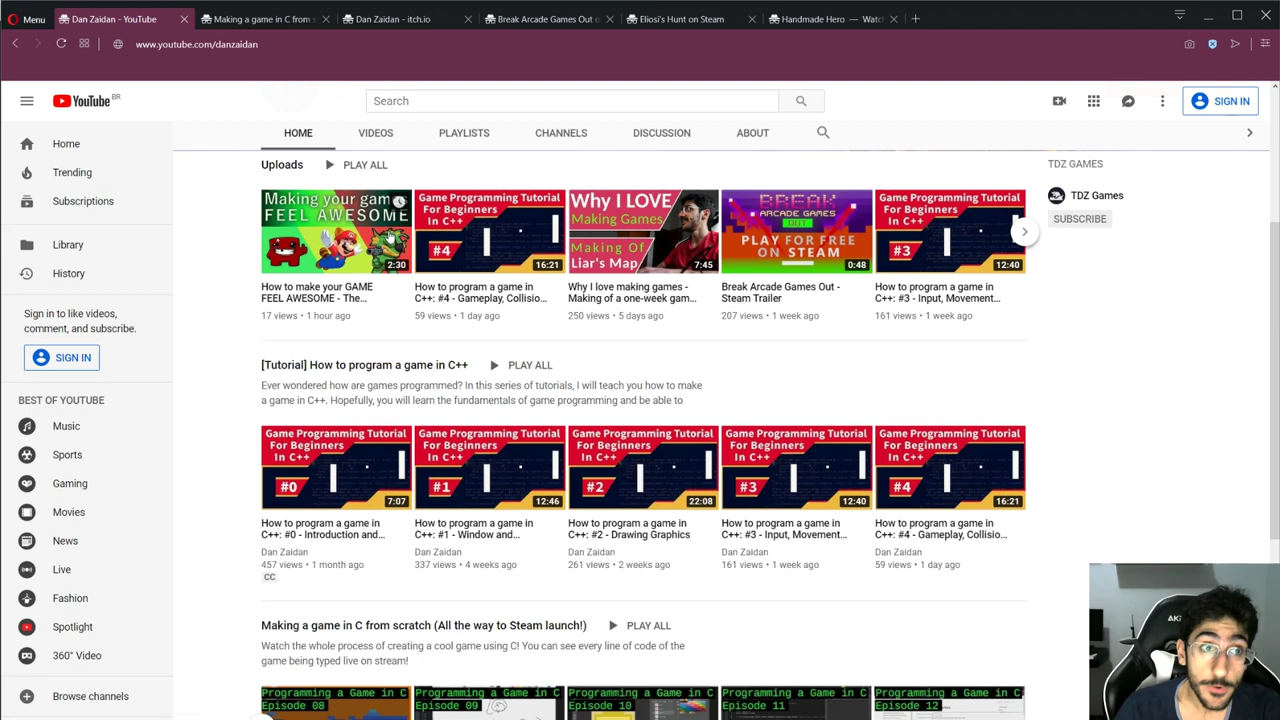 Menu
Dan Zaidan - YouTube
Making a game in C from s
Dan Zaidan - itch.io
Break Arcade Games Out o
Eliosi's Hunt on Steam
Handmade Hero — Watc
www.youtube.com/danzaidan
YouTube BR
Search
SIGN IN
HOME
VIDEOS
PLAYLISTS
CHANNELS
DISCUSSION
ABOUT
Home
Trending
Subscriptions
Library
History
Sign in to like videos,
comment, and subscribe.
SIGN IN
BEST OF YOUTUBE
Music
Sports
Gaming
Movies
News
Live
Fashion
Spotlight
360° Video
Browse channels
Uploads
PLAY ALL
Making your game
FEEL AWESOME
2:30
How to make your GAME
FEEL AWESOME - The...
17 views • 1 hour ago
Game Programming Tutorial
For Beginners
In C++
#4
16:21
How to program a game in
C++: #4 - Gameplay, Collisio...
59 views • 1 day ago
Why I LOVE
Making Games
Making Of
Liar's Map
7:45
Why I love making games -
Making of a one-week gam...
250 views • 5 days ago
BREAK
ARCADE GAMES
OUT
PLAY FOR FREE
ON STEAM
0:48
Break Arcade Games Out -
Steam Trailer
207 views • 1 week ago
Game Programming Tutorial
For Beginners
In C++
#3
12:40
How to program a game in
C++: #3 - Input, Movement...
161 views • 1 week ago
TDZ GAMES
TDZ Games
SUBSCRIBE
[Tutorial] How to program a game in C++
PLAY ALL
Ever wondered how are games programmed? In this series of tutorials, I will teach you how to make
a game in C++. Hopefully, you will learn the fundamentals of game programming and be able to
Game Programming Tutorial
For Beginners
In C++
#0
7:07
How to program a game in
C++: #0 - Introduction and...
Dan Zaidan
457 views • 1 month ago
CC
Game Programming Tutorial
For Beginners
In C++
#1
12:46
How to program a game in
C++: #1 - Window and...
Dan Zaidan
337 views • 4 weeks ago
Game Programming Tutorial
For Beginners
In C++
#2
22:08
How to program a game in
C++: #2 - Drawing Graphics
Dan Zaidan
261 views • 2 weeks ago
Game Programming Tutorial
For Beginners
In C++
#3
12:40
How to program a game in
C++: #3 - Input, Movement...
Dan Zaidan
161 views • 1 week ago
Game Programming Tutorial
For Beginners
In C++
#4
16:21
How to program a game in
C++: #4 - Gameplay, Collisio...
Dan Zaidan
59 views • 1 day ago
Making a game in C from scratch (All the way to Steam launch!)
PLAY ALL
Watch the whole process of creating a cool game using C! You can see every line of code of the
game being typed live on stream!
Programming a Game in C
Episode 08
Programming a Game in C
Episode 09
Programming a Game in C
Episode 10
Programming a Game in C
Episode 11
Programming a Game in C
Episode 12